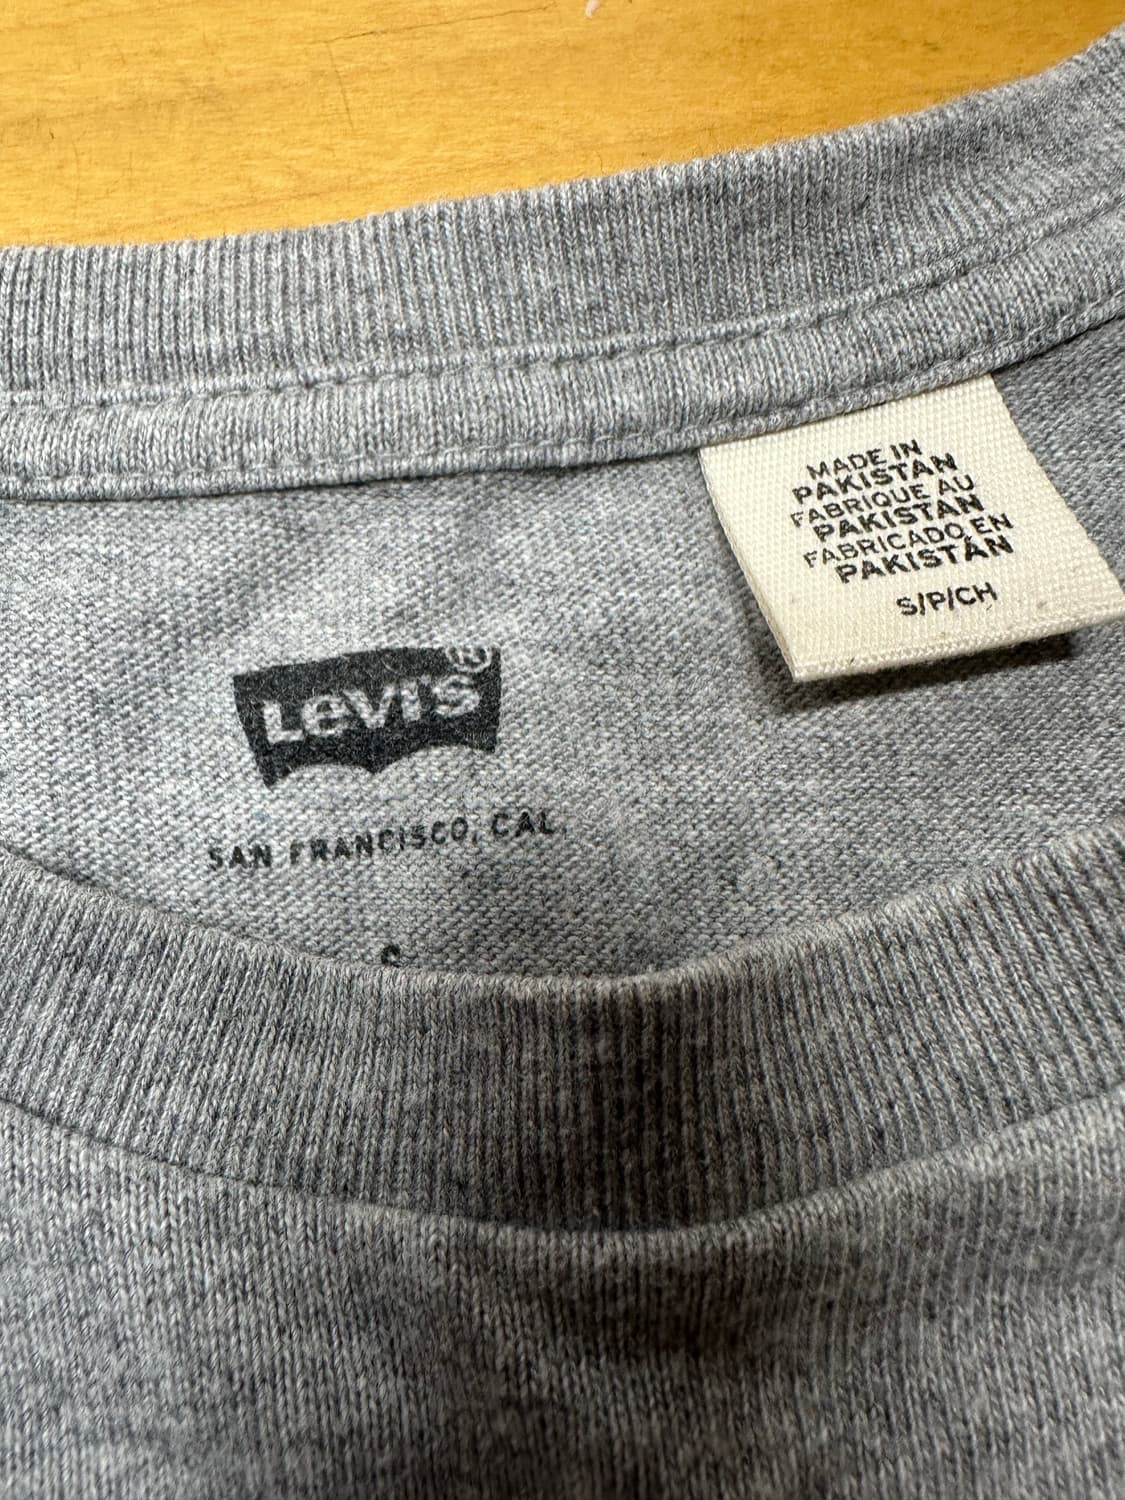 MADE IN
PAKISTAN
FABRIQUE AU
PAKISTAN
FABRICADO EN
PAKISTÁN
S/P/CH
Levi's®
SAN FRANCISCO, CAL.